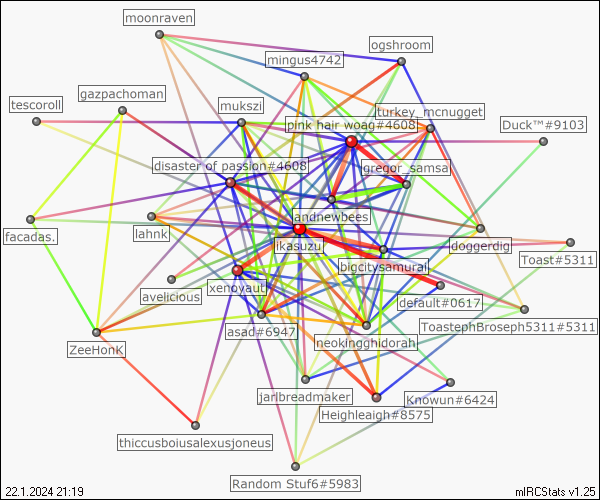 moonraven
ogshroom
mingus4742
gazpachoman
tescoroll
mukszi
turkey_mcnugget
pink hair woag#4608
Duck™#9103
disaster of passion#4608
gregor_samsa
landnewbees
lahnk
facadas.
ikasuzu
doggerdig
Toast#5311
bigcitysamurai
xenoyaut
avelicious
default#0617
ToastephBroseph5311#5311
asad#6947
neokingghidorah
ZeeHonK
jarlbreadmaker
Knowun#6424
Heighleaigh#8575
thiccusboiusalexusjoneus
Random Stuf6#5983
22.1.2024 21:19
mIRCStats v1.25